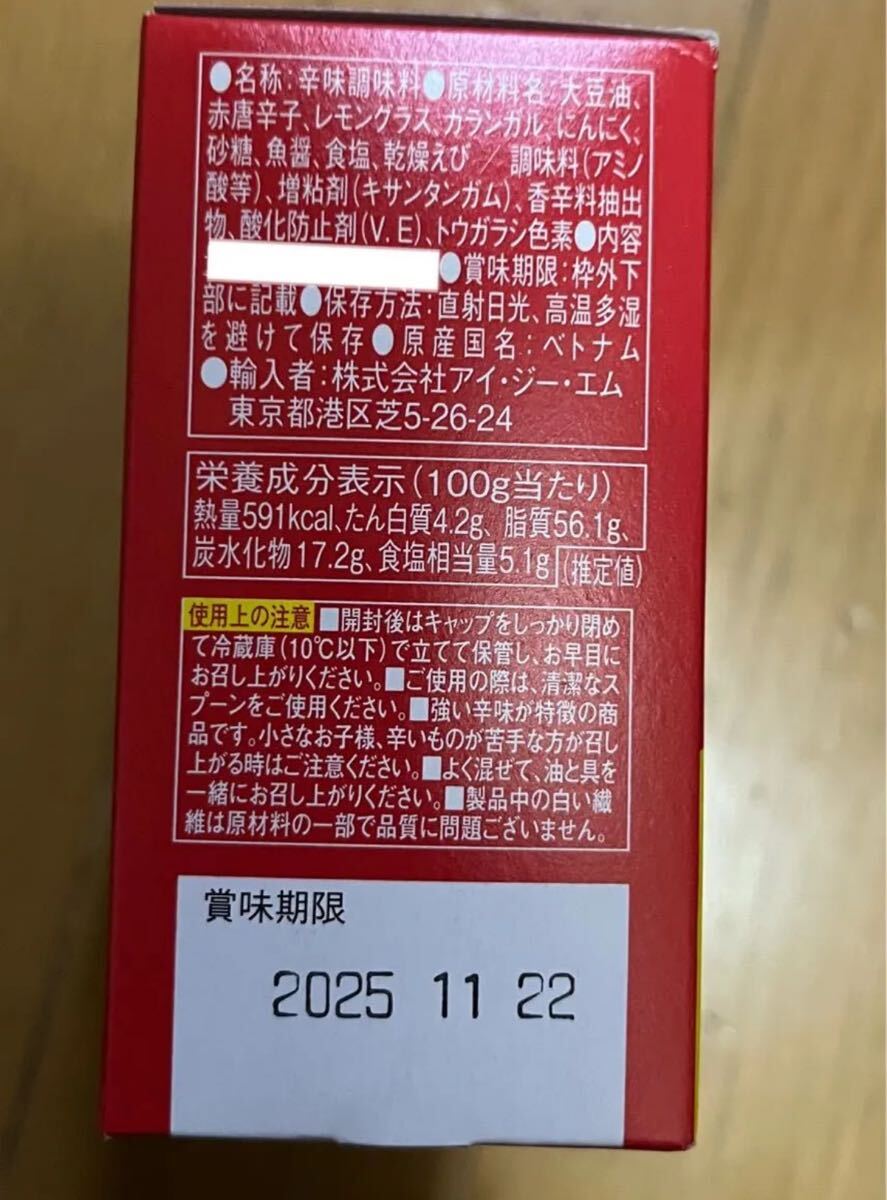 ●名称：辛味調味料●原材料名：大豆油、
赤唐辛子、レモングラス、ガランガル、にんにく、
砂糖、魚醤、食塩、乾燥えび／調味料（アミノ
酸等）、増粘剤（キサンタンガム）、香辛料抽出
物、酸化防止剤（V.E）、トウガラシ色素●内容
●賞味期限：枠外下
部に記載●保存方法：直射日光、高温多湿
を避けて保存●原産国名：ベトナム
●輸入者：株式会社アイ・ジー・エム
東京都港区芝5-26-24
栄養成分表示（100g当たり）
熱量591kcal、たん白質4.2g、脂質56.1g、
炭水化物17.2g、食塩相当量5.1g（推定値）
使用上の注意 ■開封後はキャップをしっかり閉め
て冷蔵庫（10℃以下）で立てて保管し、お早目に
お召し上がりください。■ご使用の際は、清潔なス
プーンをご使用ください。■強い辛味が特徴の商
品です。小さなお子様、辛いものが苦手な方が召し
上がる時はご注意ください。■よく混ぜて、油と具を
一緒にお召し上がりください。■製品中の白い繊
維は原材料の一部で品質に問題ございません。
賞味期限
2025 11 22